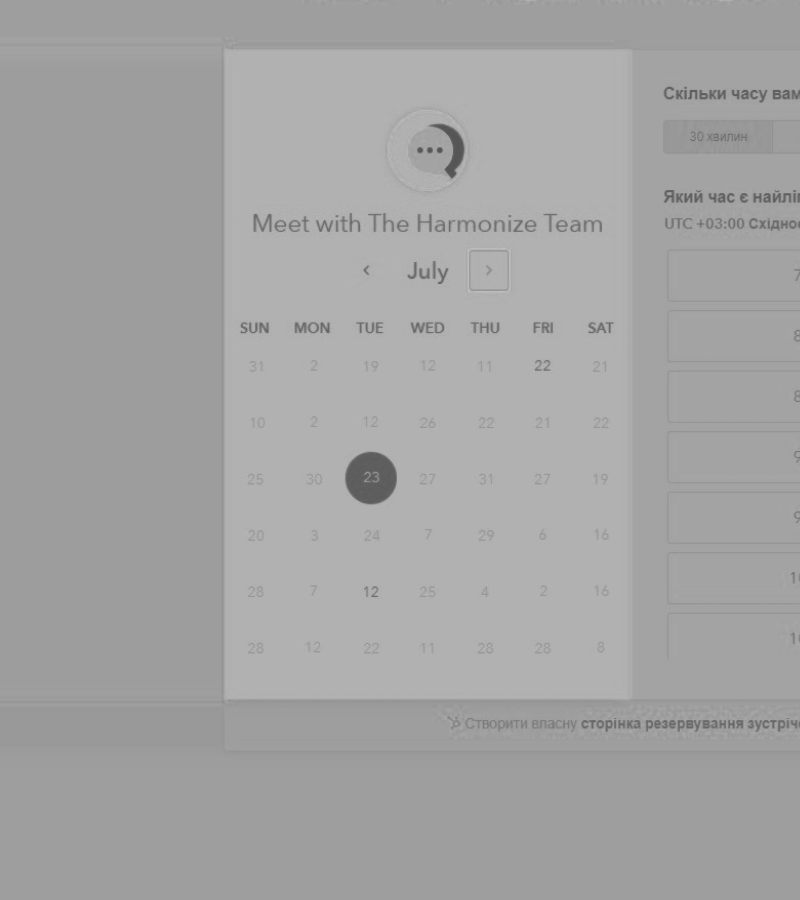 Meet with The Harmonize Team
July
SUN MON TUE WED THU FRI SAT
31 2 19 12 11 22 21
10 2 12 26 22 21 22
25 30 23 27 31 27 19
20 3 24 7 29 6 16
28 7 12 25 4 2 16
28 12 22 11 28 28 8
Скільки часу вам
30 хвилин
Який час є найлі
UTC +03:00 Східно
7
8
8
9
9
1
1
Створити власну сторінка резервування зустріч